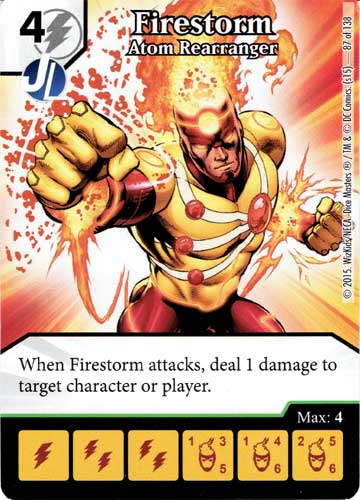 4
Firestorm
Atom Rearranger
© 2015. WizKids/NECA - Dice Masters ® / TM & © DC Comics. (s15) — 87 of 138
When Firestorm attacks, deal 1 damage to
target character or player.
Max: 4
1 3 5
1 4 6
2 5 6